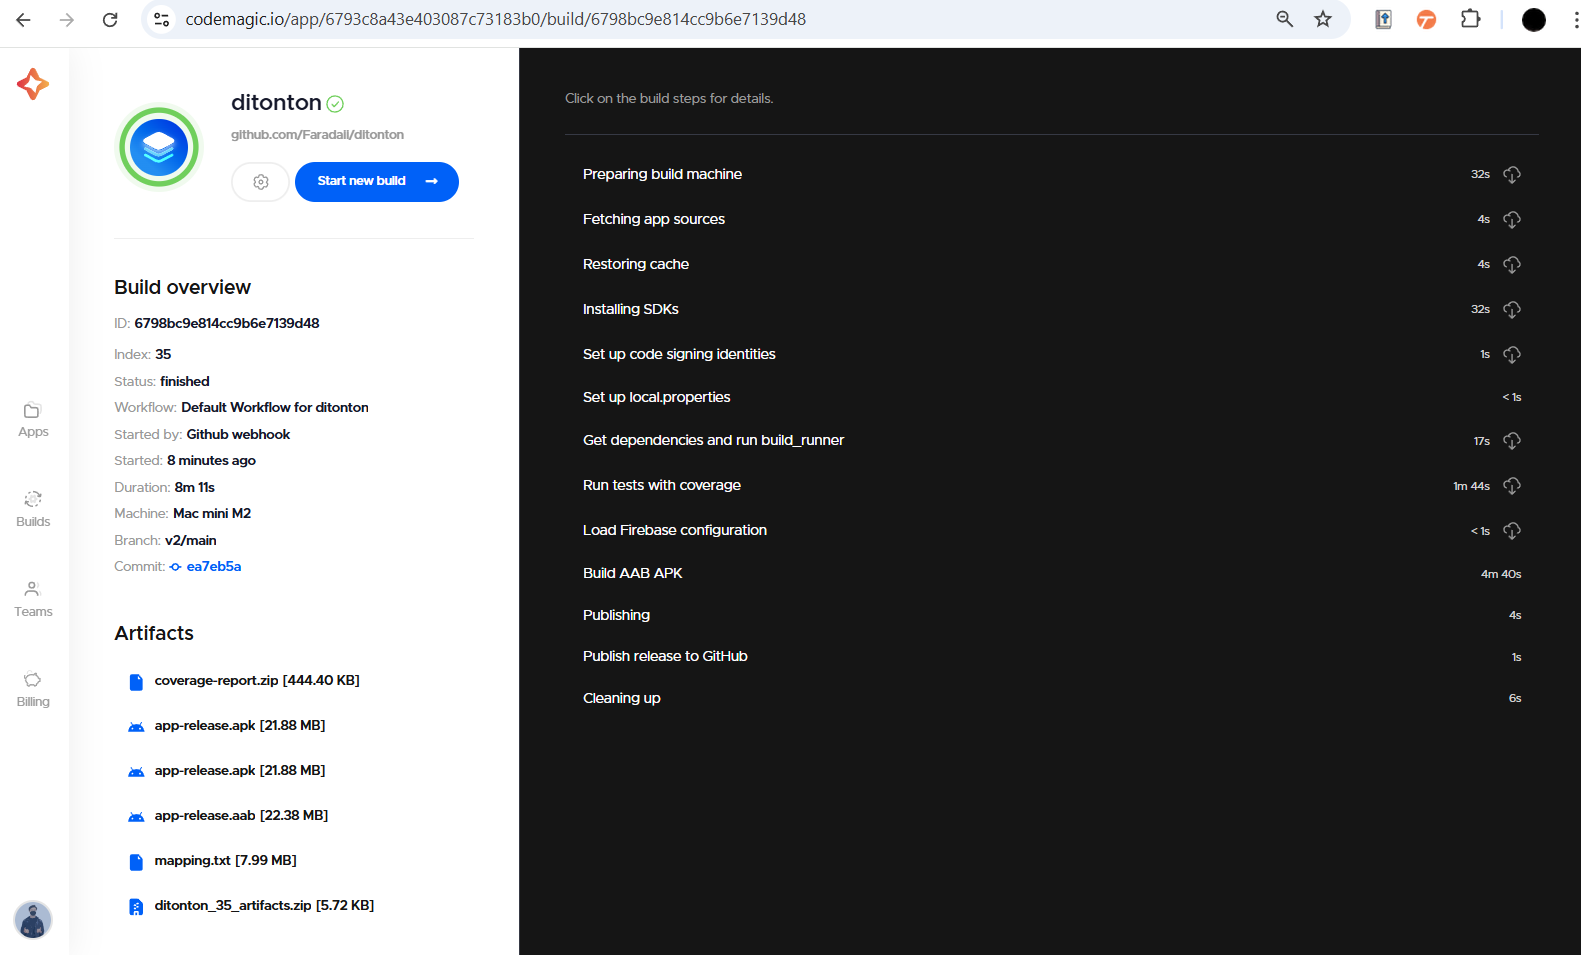 codemagic.io/app/6793c8a43e403087c73183b0/build/6798bc9e814cc9b6e7139d48
ditonton
github.com/Faradail/ditonton
Start new build →
Build overview
ID: 6798bc9e814cc9b6e7139d48
Index: 35
Status: finished
Workflow: Default Workflow for ditonton
Started by: Github webhook
Started: 8 minutes ago
Duration: 8m 11s
Machine: Mac mini M2
Branch: v2/main
Commit: ea7eb5a
Artifacts
coverage-report.zip [444.40 KB]
app-release.apk [21.88 MB]
app-release.apk [21.88 MB]
app-release.aab [22.38 MB]
mapping.txt [7.99 MB]
ditonton_35_artifacts.zip [5.72 KB]
Apps
Builds
Teams
Billing
Click on the build steps for details.
Preparing build machine 32s
Fetching app sources 4s
Restoring cache 4s
Installing SDKs 32s
Set up code signing identities 1s
Set up local.properties < 1s
Get dependencies and run build_runner 17s
Run tests with coverage 1m 44s
Load Firebase configuration < 1s
Build AAB APK 4m 40s
Publishing 4s
Publish release to GitHub 1s
Cleaning up 6s